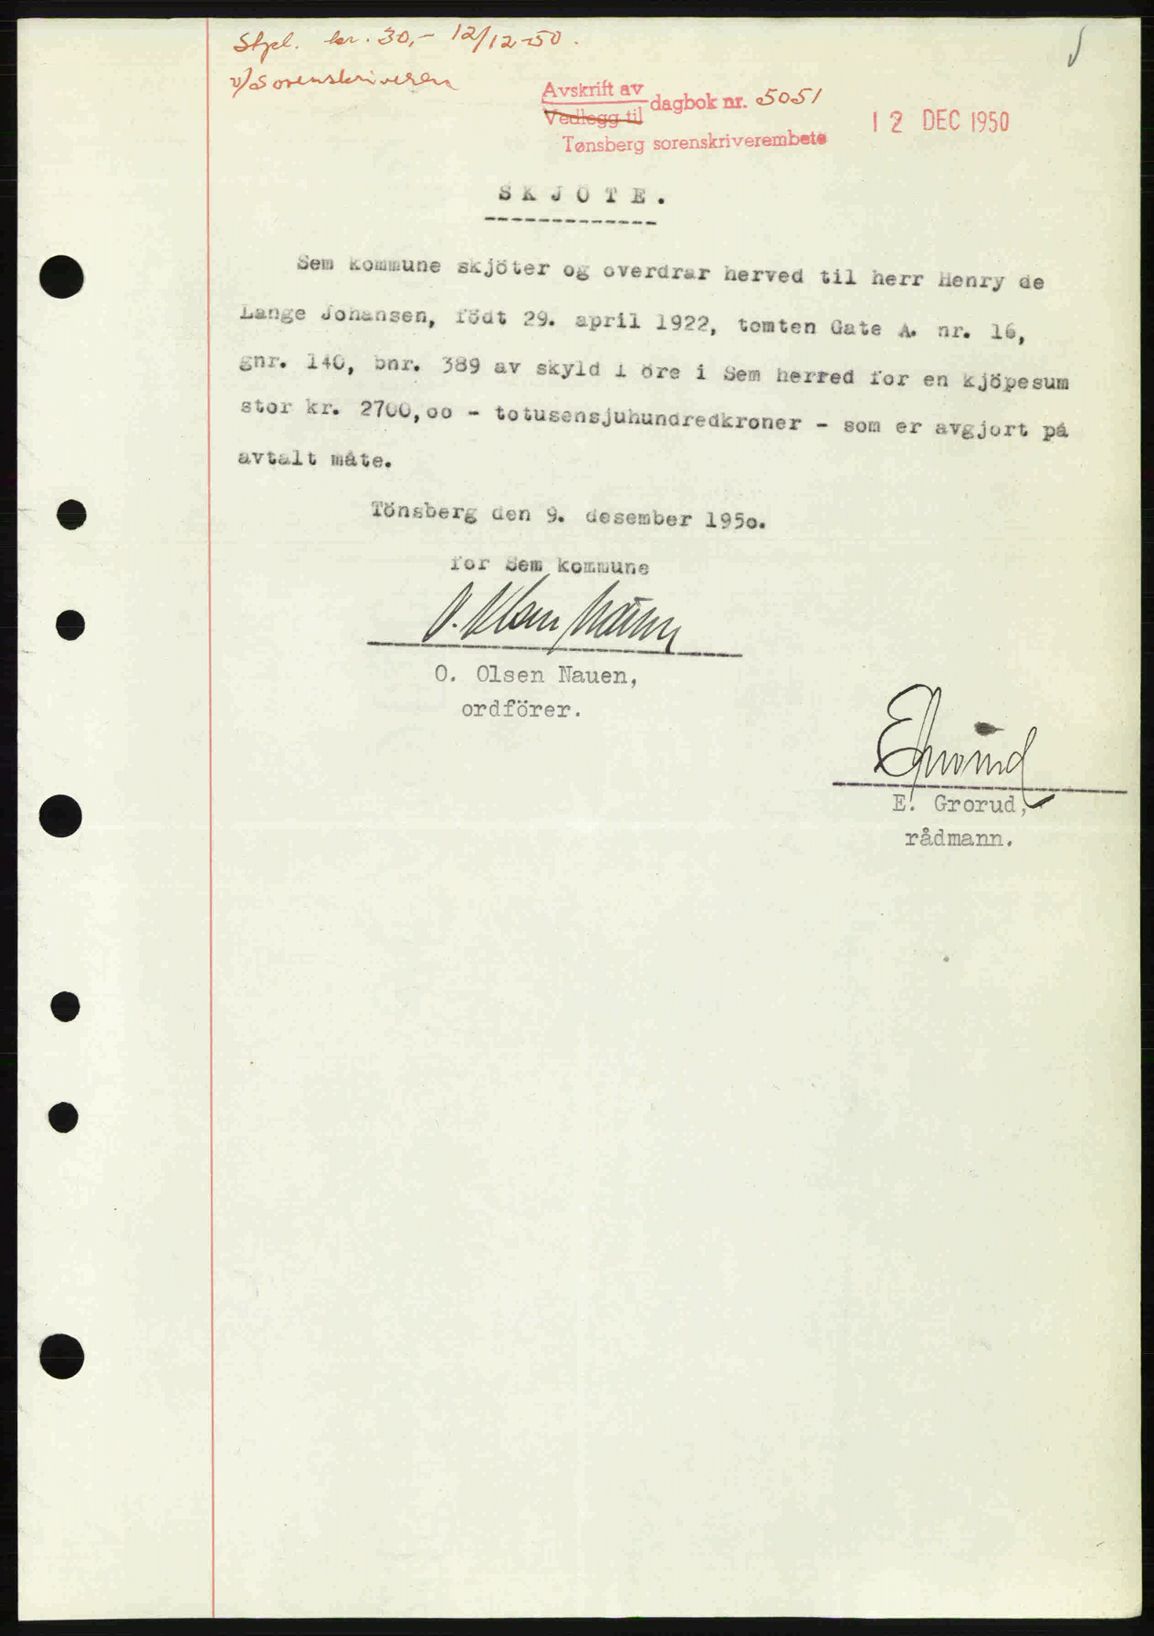 Stpl. kr. 30,- 12/12-50.
v/Sorenskriveren
Avskrift av
Vedlegg til
dagbok nr. 5051
Tønsberg sorenskriverembete
12 DEC 1950
SKJÖTE.
Sem kommune skjöter og overdrar herved til herr Henry de
Lange Johansen, födt 29. april 1922, tomten Gate A. nr. 16,
gnr. 140, bnr. 389 av skyld 1 öre i Sem herred for en kjöpesum
stor kr. 2700,oo - totusensjuhundredkroner - som er avgjort på
avtalt måte.
Tönsberg den 9. desember 195o.
for Sem kommune
O. Olsen Nauen
O. Olsen Nauen,
ordförer.
E. Grorud
E. Grorud,
rådmann.